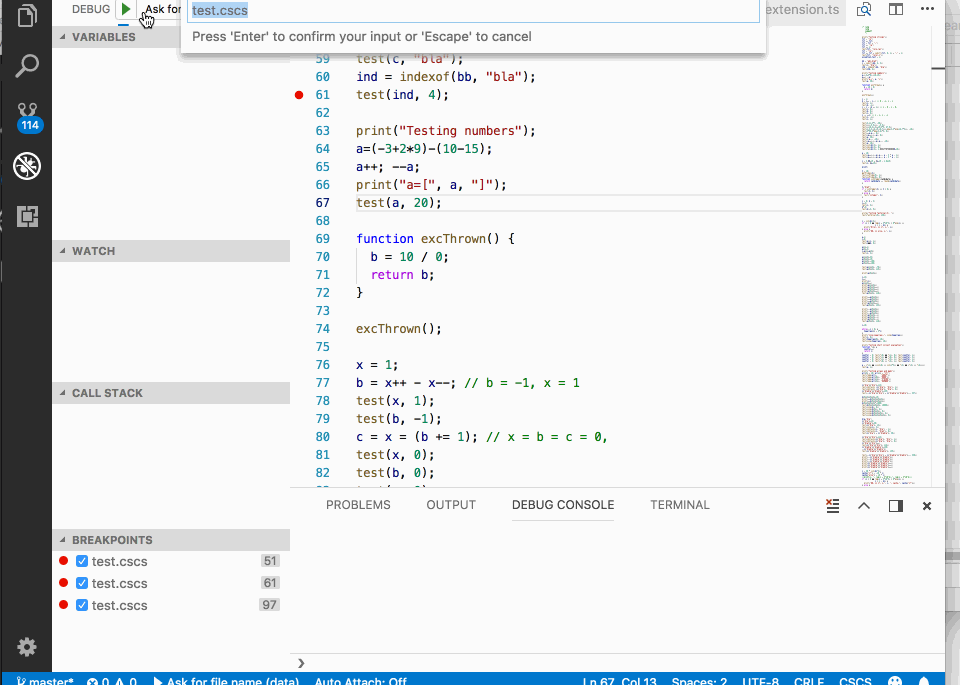 DEBUG
Ask for
test.cscs
Press 'Enter' to confirm your input or 'Escape' to cancel
extension.ts
114
VARIABLES
WATCH
CALL STACK
BREAKPOINTS
test.cscs 51
test.cscs 61
test.cscs 97
59 test(c, "bla");
60 ind = indexof(bb, "bla");
61 test(ind, 4);
62
63 print("Testing numbers");
64 a=(-3+2*9)-(10-15);
65 a++; --a;
66 print("a=[", a, "]");
67 test(a, 20);
68
69 function excThrown() {
70 b = 10 / 0;
71 return b;
72 }
73
74 excThrown();
75
76 x = 1;
77 b = x++ - x--; // b = -1, x = 1
78 test(x, 1);
79 test(b, -1);
80 c = x = (b += 1); // x = b = c = 0,
81 test(x, 0);
82 test(b, 0);
PROBLEMS OUTPUT DEBUG CONSOLE TERMINAL
master* 0 0 Ask for file name (data) Auto Attach: Off Ln 67, Col 13 Spaces: 2 UTF-8 CRLF CSCS